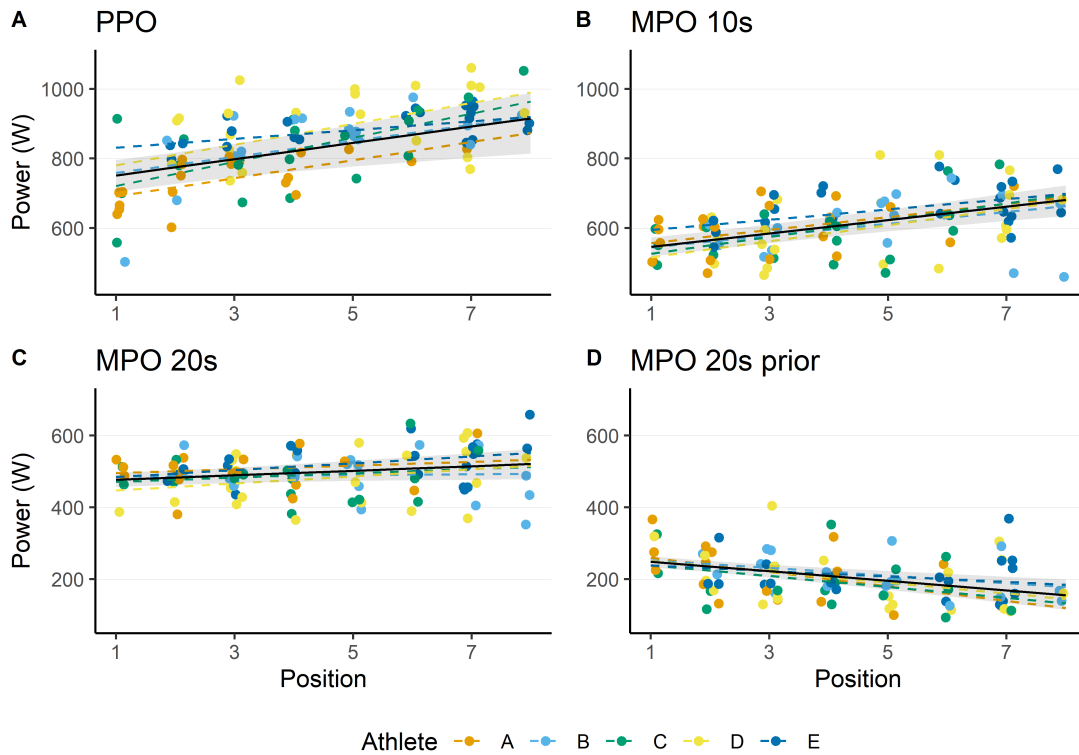 A PPO
B MPO 10s
Power (W)
1000
800
600
1 3 5 7
1000
800
600
1 3 5 7
C MPO 20s
D MPO 20s prior
Power (W)
600
400
200
1 3 5 7
Position
600
400
200
1 3 5 7
Position
Athlete A B C D E